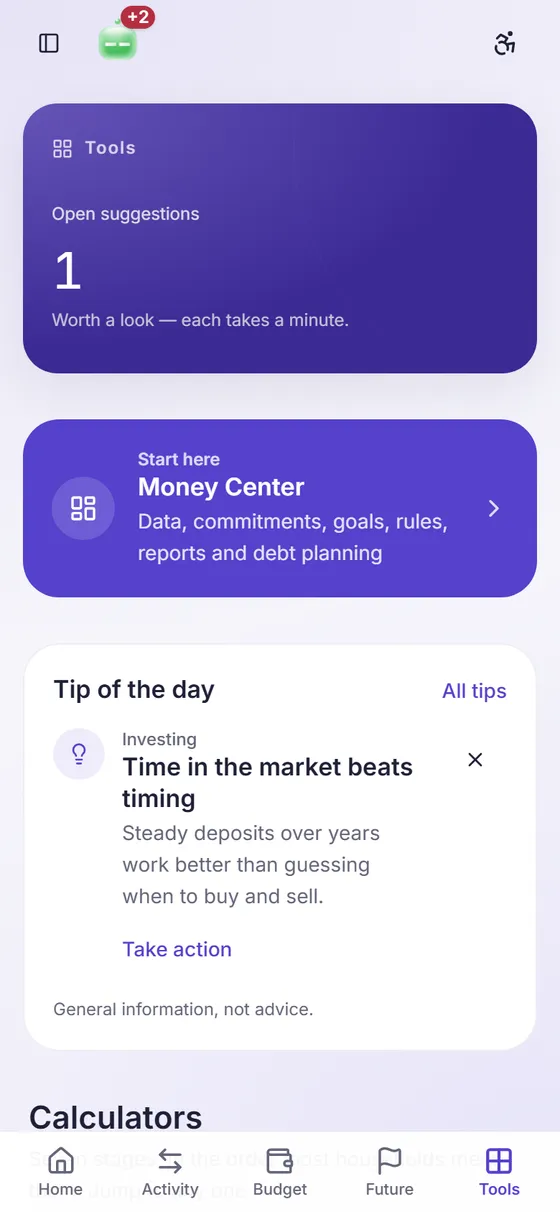 +2
Tools
Open suggestions
1
Worth a look — each takes a minute.
Start here
Money Center
Data, commitments, goals, rules,
reports and debt planning
Tip of the day
All tips
Investing
Time in the market beats
timing
Steady deposits over years
work better than guessing
when to buy and sell.
Take action
General information, not advice.
Calculators
Home
Activity
Budget
Future
Tools